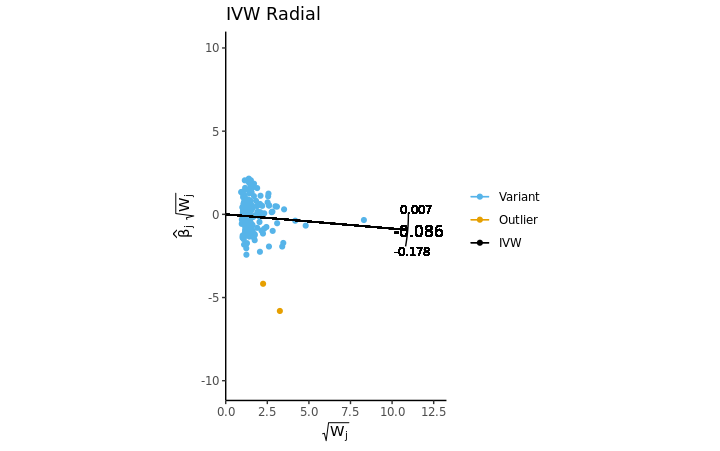 IVW Radial
10
5
0
-5
-10
β̂j √Wj
0.007
-0.086
-0.178
0.0 2.5 5.0 7.5 10.0 12.5
√Wj
Variant
Outlier
IVW